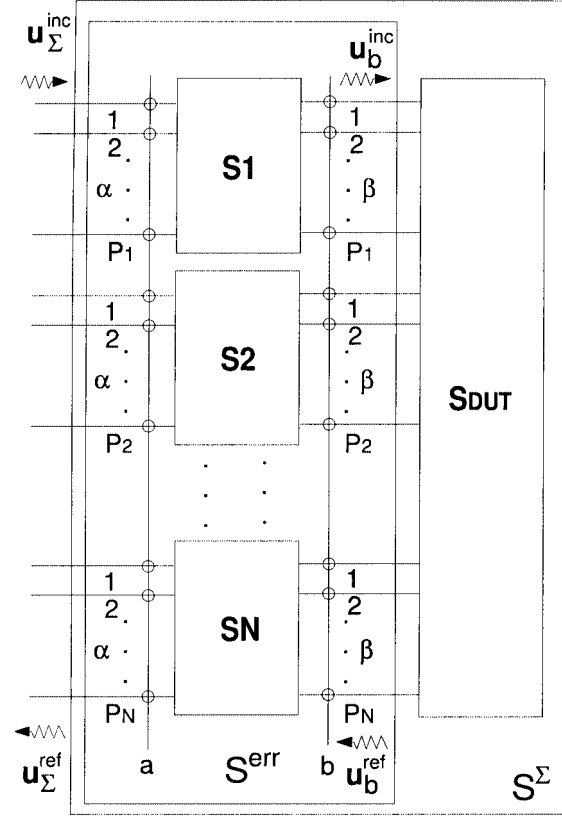 u_Σ^inc u_b^inc
1 1
2 2
S1
α β
P1 P1
1 1
2 2
S2
α β
P2 P2
SDUT
1 1
2 2
SN
α β
PN PN
u_Σ^ref a S^err b u_b^ref S^Σ